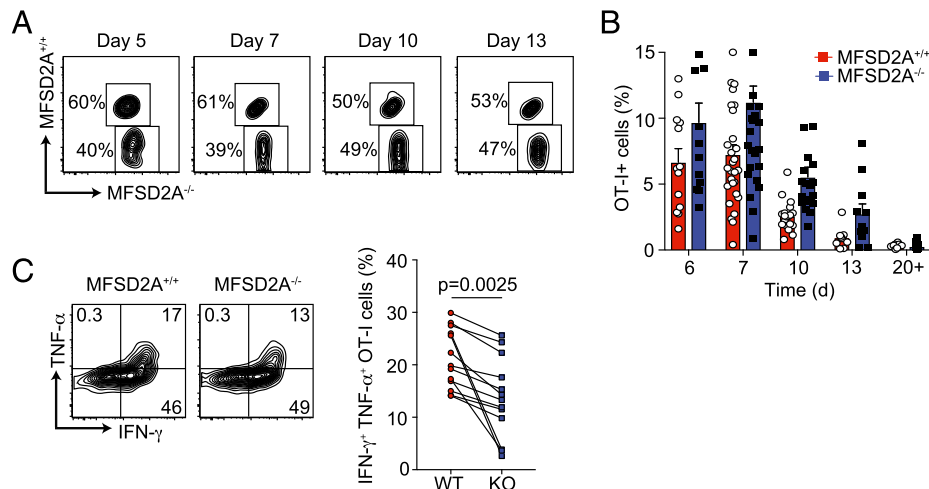 A
MFSD2A+/+
Day 5
Day 7
Day 10
Day 13
60%
61%
50%
53%
40%
39%
49%
47%
MFSD2A-/-
B
OT-I+ cells (%)
15
10
5
0
MFSD2A+/+
MFSD2A-/-
6 7 10 13 20+
Time (d)
C
MFSD2A+/+
MFSD2A-/-
TNF-α
0.3 17
46
0.3 13
49
IFN-γ
IFN-γ+ TNF-α+ OT-I cells (%)
40
30
20
10
0
p=0.0025
WT KO